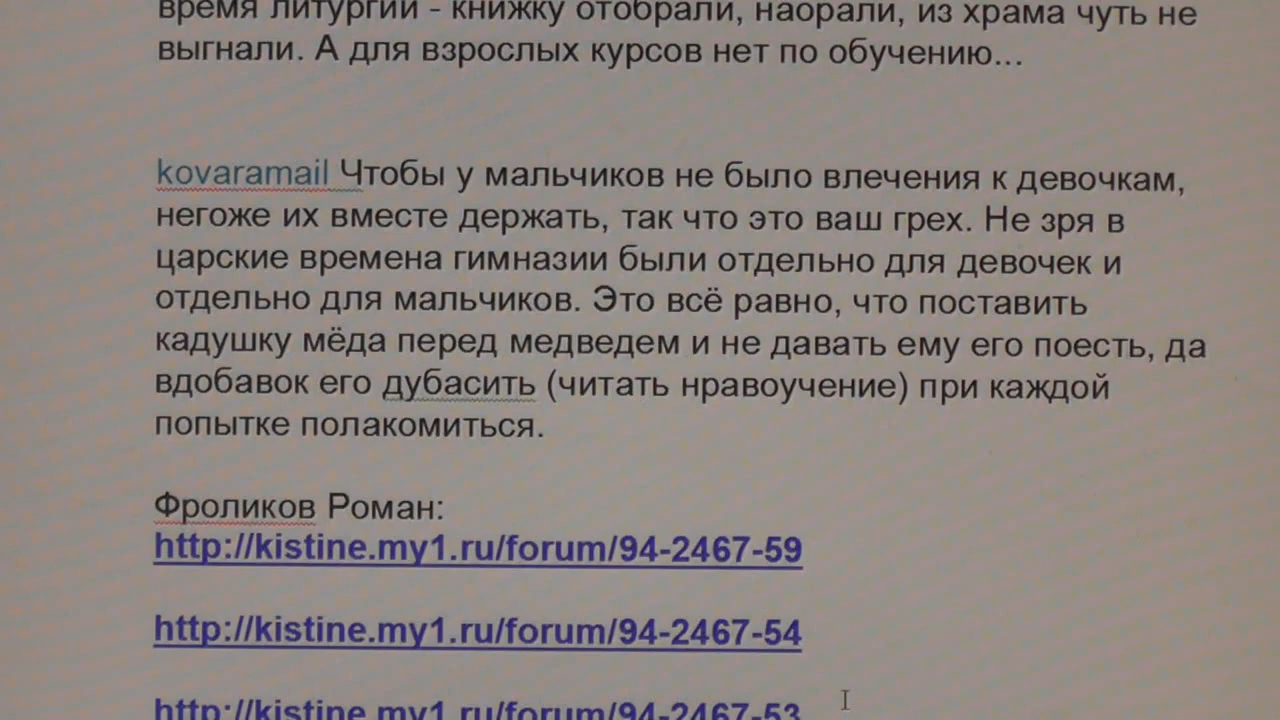 время литургии - книжку отобрали, наорали, из храма чуть не
выгнали. А для взрослых курсов нет по обучению...
kovaramail Чтобы у мальчиков не было влечения к девочкам,
негоже их вместе держать, так что это ваш грех. Не зря в
царские времена гимназии были отдельно для девочек и
отдельно для мальчиков. Это всё равно, что поставить
кадушку мёда перед медведем и не давать ему его поесть, да
вдобавок его дубасить (читать нравоучение) при каждой
попытке полакомиться.
Фроликов Роман:
http://kistine.my1.ru/forum/94-2467-59
http://kistine.my1.ru/forum/94-2467-54
http://kistine.my1.ru/forum/94-2467-53